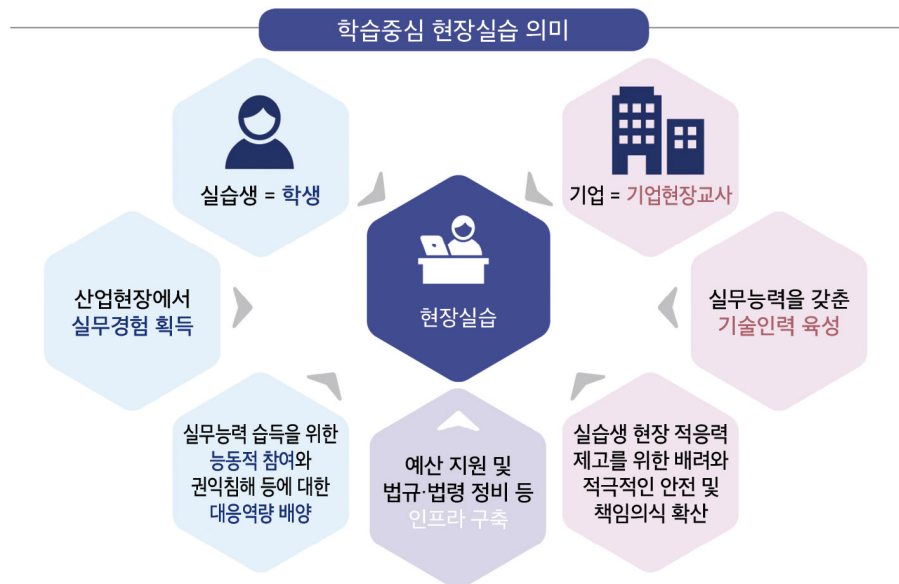 학습중심 현장실습 의미
실습생 = 학생
기업 = 기업현장교사
산업현장에서
실무경험 획득
현장실습
실무능력을 갖춘
기술인력 육성
실무능력 습득을 위한
능동적 참여와
권익침해 등에 대한
대응역량 배양
예산 지원 및
법규·법령 정비 등
인프라 구축
실습생 현장 적응력
제고를 위한 배려와
적극적인 안전 및
책임의식 확산